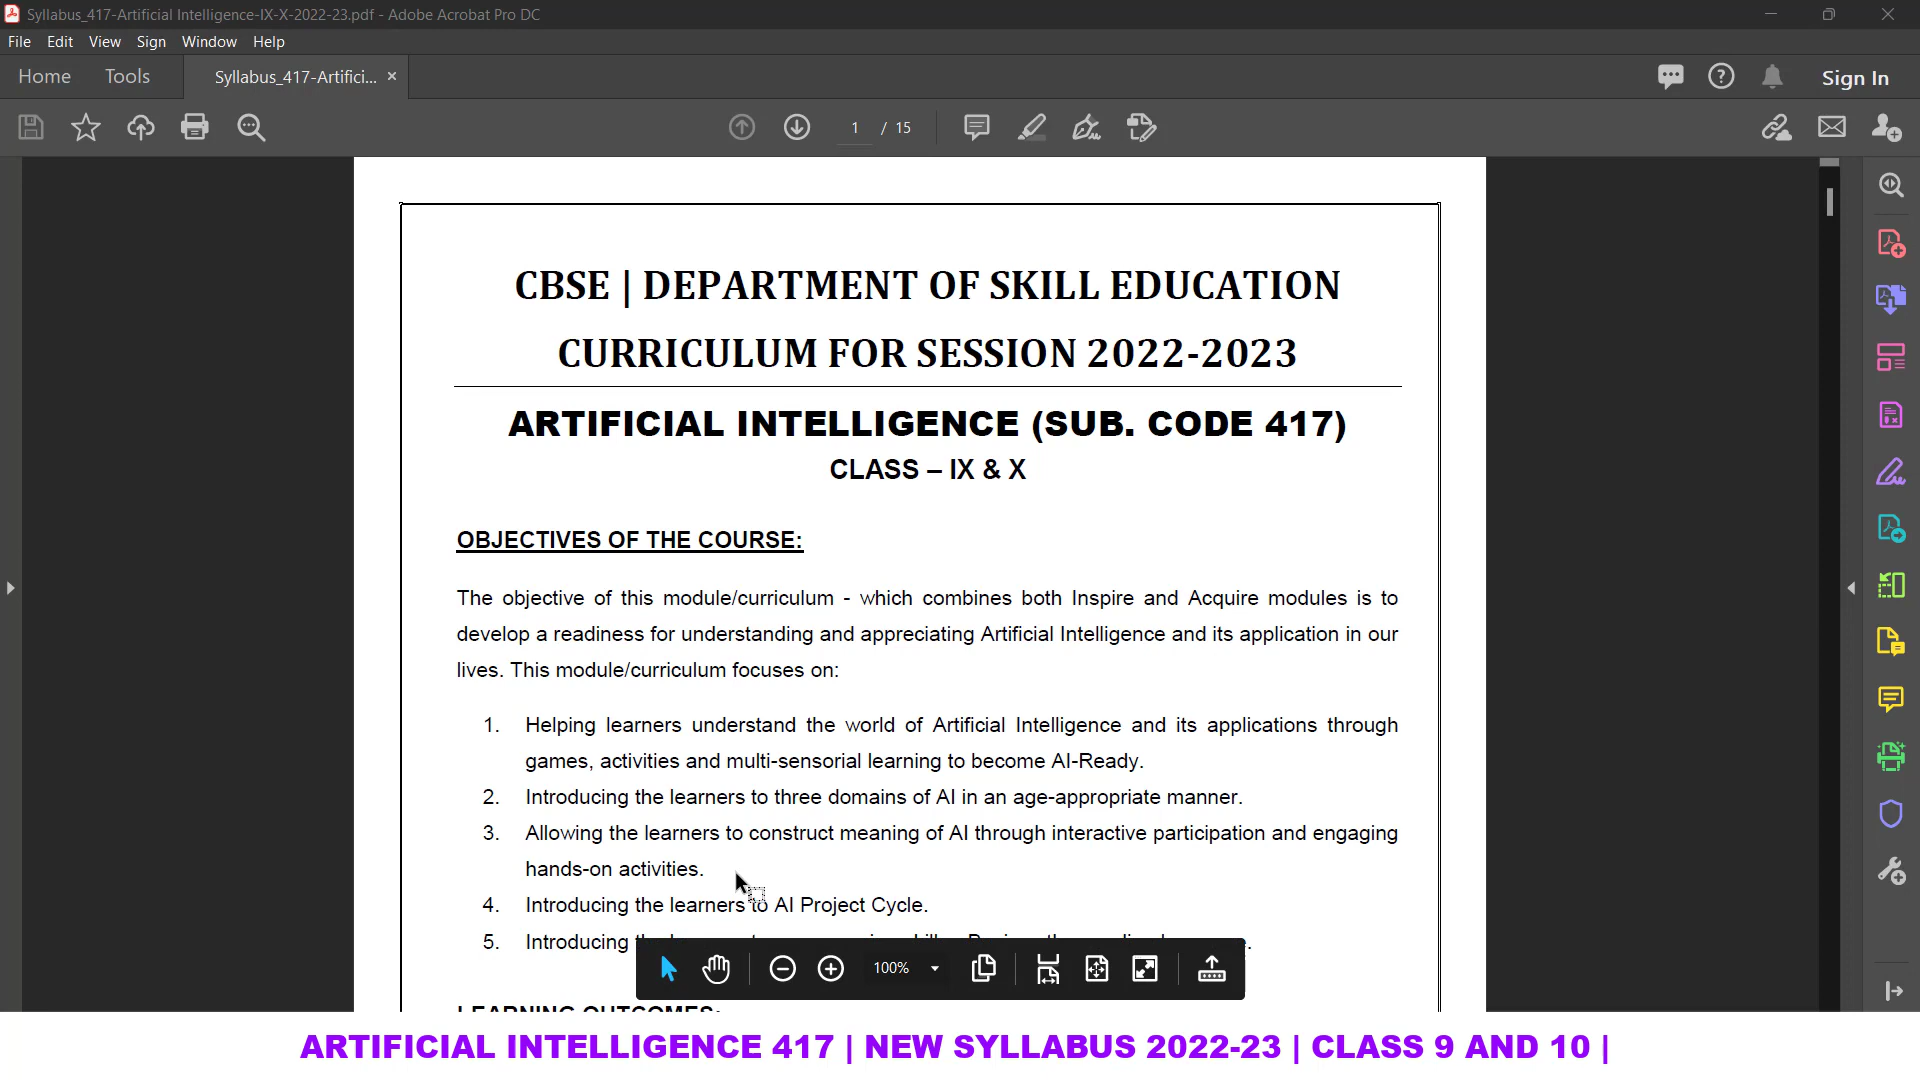 Syllabus_417-Artificial Intelligence-IX-X-2022-23.pdf - Adobe Acrobat Pro DC
File Edit View Sign Window Help
Home Tools Syllabus_417-Artifici... × Sign In
1 / 15
CBSE | DEPARTMENT OF SKILL EDUCATION
CURRICULUM FOR SESSION 2022-2023
ARTIFICIAL INTELLIGENCE (SUB. CODE 417)
CLASS – IX & X
OBJECTIVES OF THE COURSE:
The objective of this module/curriculum - which combines both Inspire and Acquire modules is to
develop a readiness for understanding and appreciating Artificial Intelligence and its application in our
lives. This module/curriculum focuses on:
1. Helping learners understand the world of Artificial Intelligence and its applications through
games, activities and multi-sensorial learning to become AI-Ready.
2. Introducing the learners to three domains of AI in an age-appropriate manner.
3. Allowing the learners to construct meaning of AI through interactive participation and engaging
hands-on activities.
4. Introducing the learners to AI Project Cycle.
5. Introducing
100%
LEARNING OUTCOMES:
ARTIFICIAL INTELLIGENCE 417 | NEW SYLLABUS 2022-23 | CLASS 9 AND 10 |